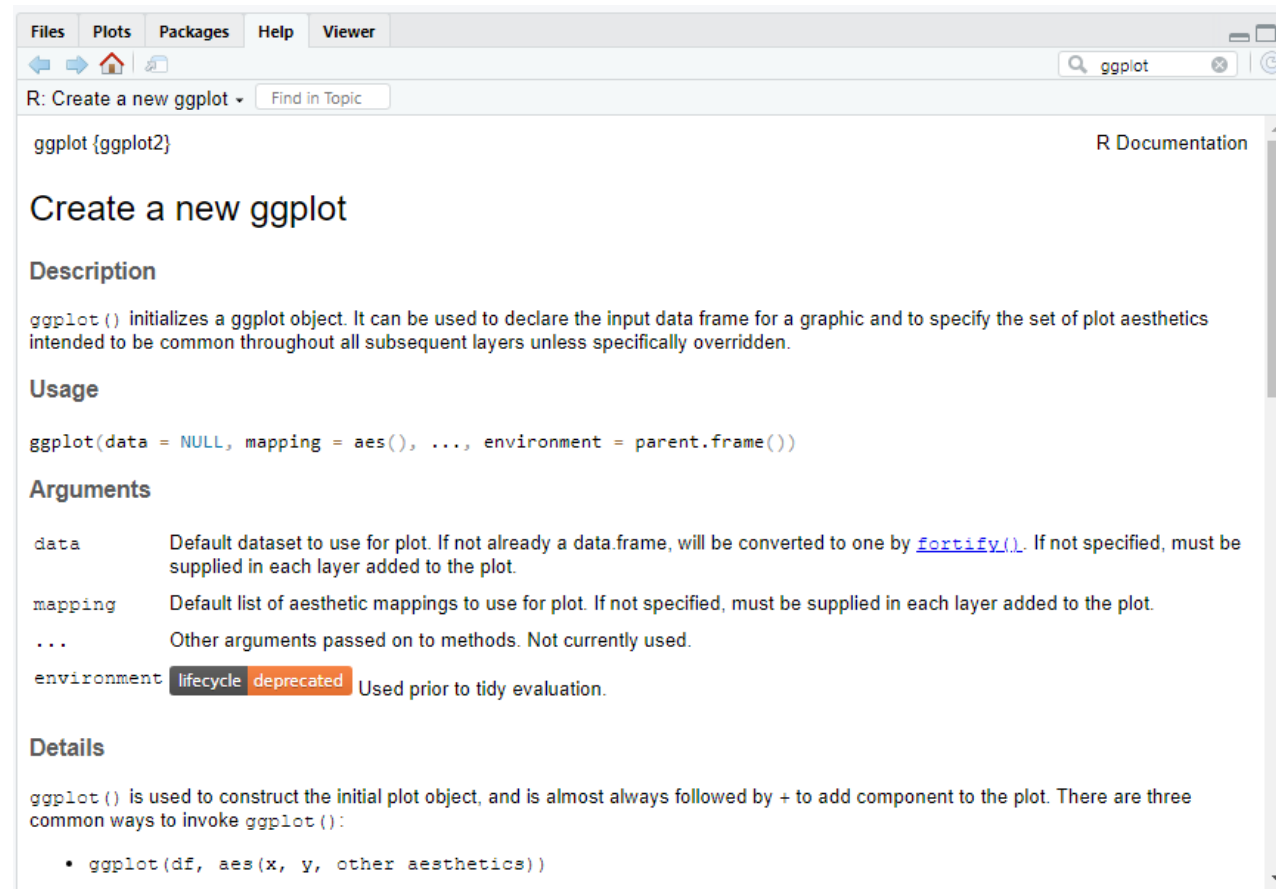 Files Plots Packages Help Viewer
ggplot
R: Create a new ggplot Find in Topic
ggplot {ggplot2} R Documentation
Create a new ggplot
Description
ggplot() initializes a ggplot object. It can be used to declare the input data frame for a graphic and to specify the set of plot aesthetics
intended to be common throughout all subsequent layers unless specifically overridden.
Usage
ggplot(data = NULL, mapping = aes(), ..., environment = parent.frame())
Arguments
data Default dataset to use for plot. If not already a data.frame, will be converted to one by fortify(). If not specified, must be
supplied in each layer added to the plot.
mapping Default list of aesthetic mappings to use for plot. If not specified, must be supplied in each layer added to the plot.
... Other arguments passed on to methods. Not currently used.
environment lifecycle deprecated Used prior to tidy evaluation.
Details
ggplot() is used to construct the initial plot object, and is almost always followed by + to add component to the plot. There are three
common ways to invoke ggplot():
• ggplot(df, aes(x, y, other aesthetics))